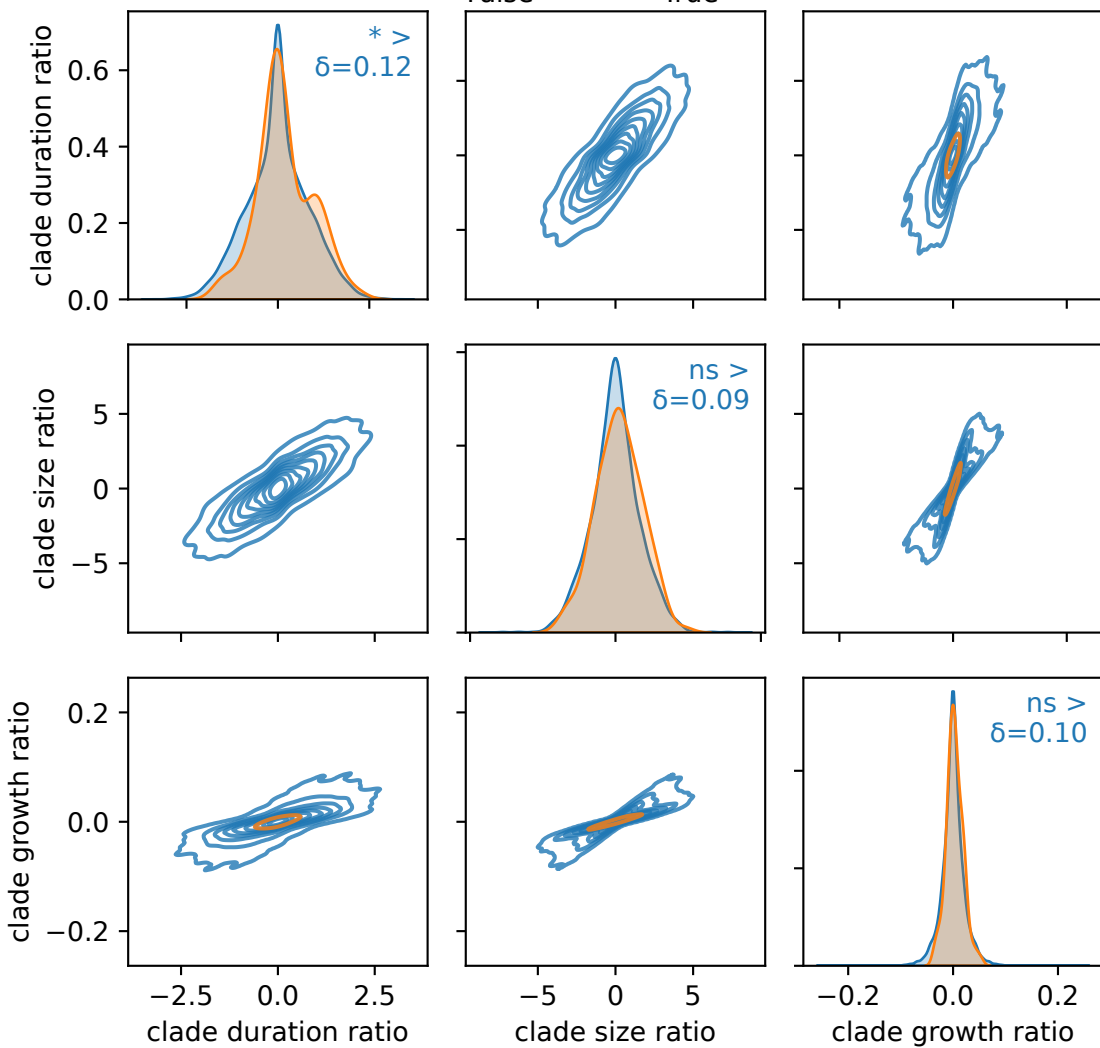 True
clade duration ratio
0.6
0.4
0.2
0.0
* >
δ=0.12
clade size ratio
5
0
−5
ns >
δ=0.09
clade growth ratio
0.2
0.0
−0.2
ns >
δ=0.10
−2.5 0.0 2.5
−5 0 5
−0.2 0.0 0.2
clade duration ratio
clade size ratio
clade growth ratio